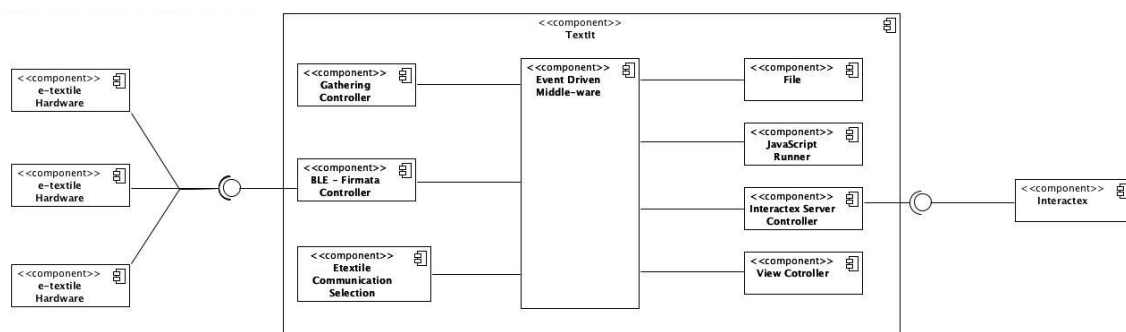 <<component>>
TextIt
<<component>>
e-textile
Hardware
<<component>>
e-textile
Hardware
<<component>>
e-textile
Hardware
<<component>>
Gathering
Controller
<<component>>
BLE - Firmata
Controller
<<component>>
Etextile
Communication
Selection
<<component>>
Event Driven
Middle-ware
<<component>>
File
<<component>>
JavaScript
Runner
<<component>>
Interactex Server
Controller
<<component>>
View Cotroller
<<component>>
Interactex